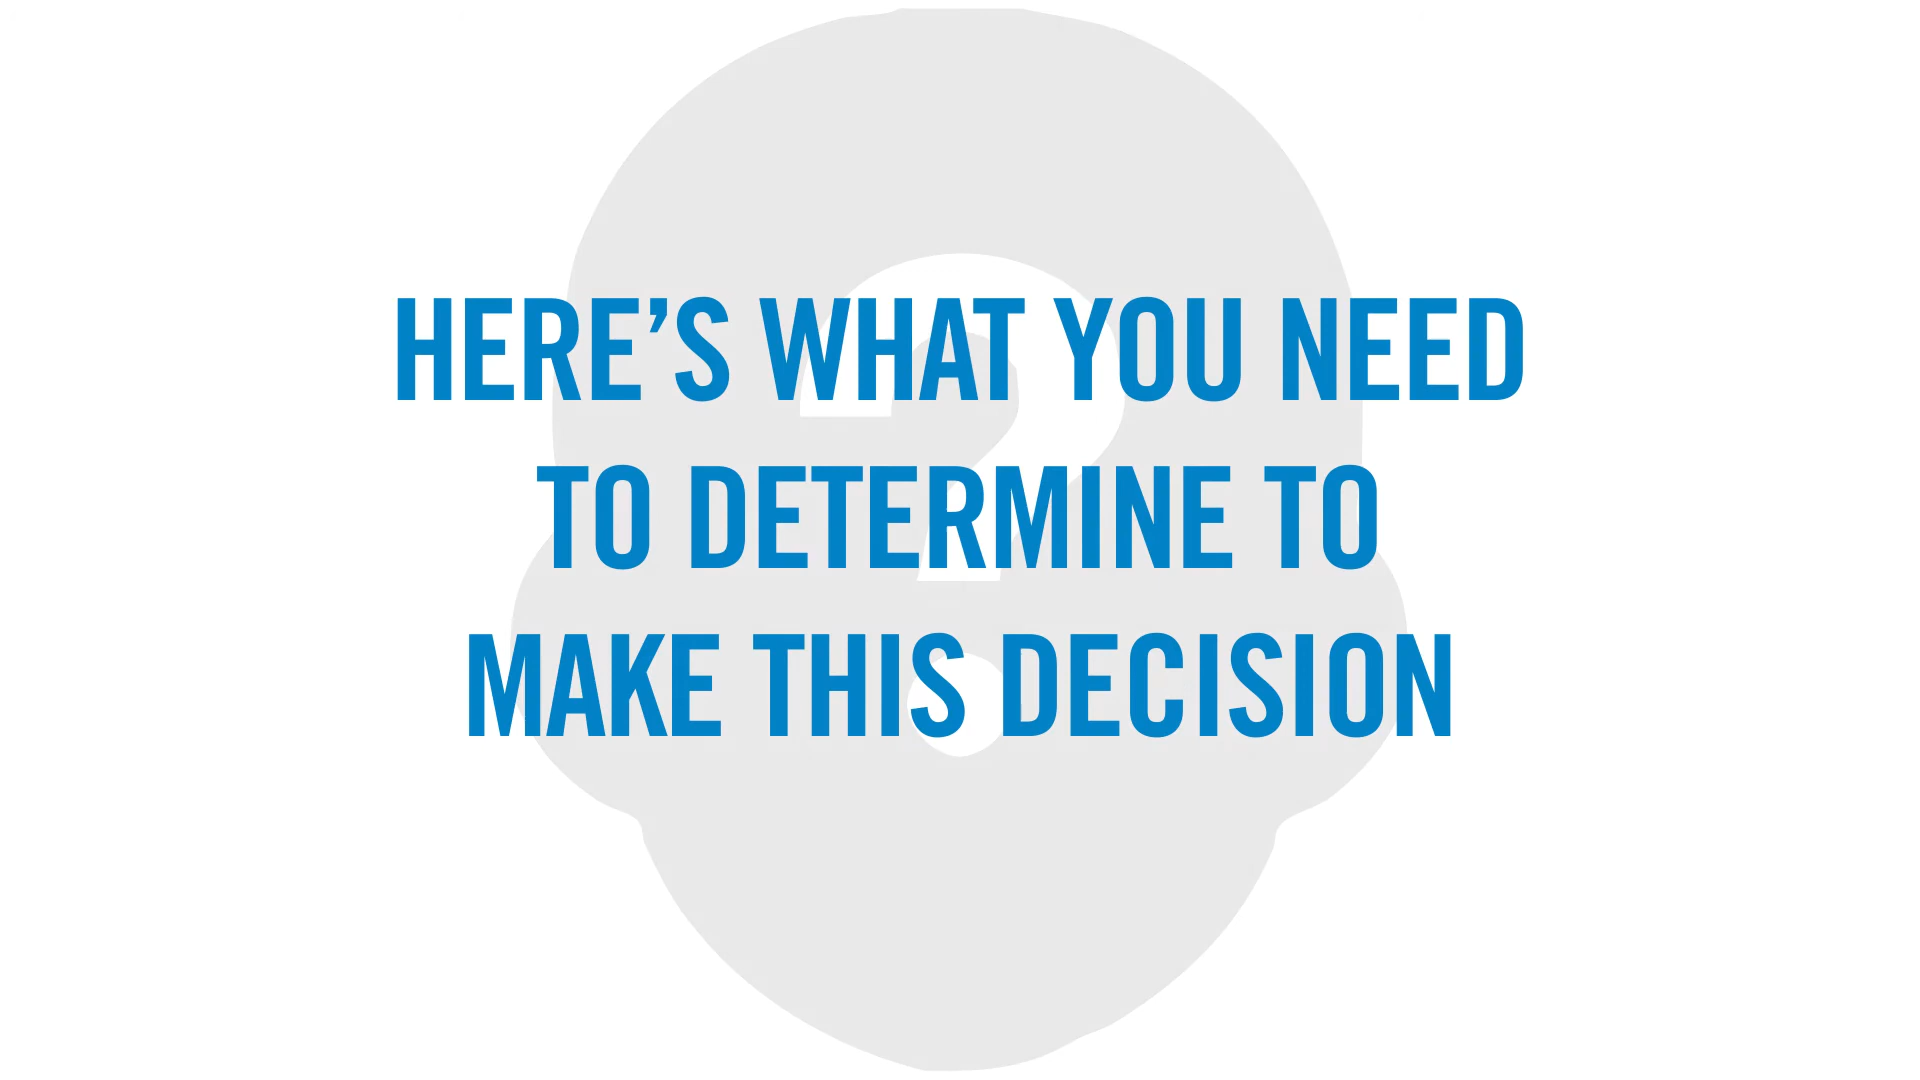 HERE’S WHAT YOU NEED
TO DETERMINE TO
MAKE THIS DECISION